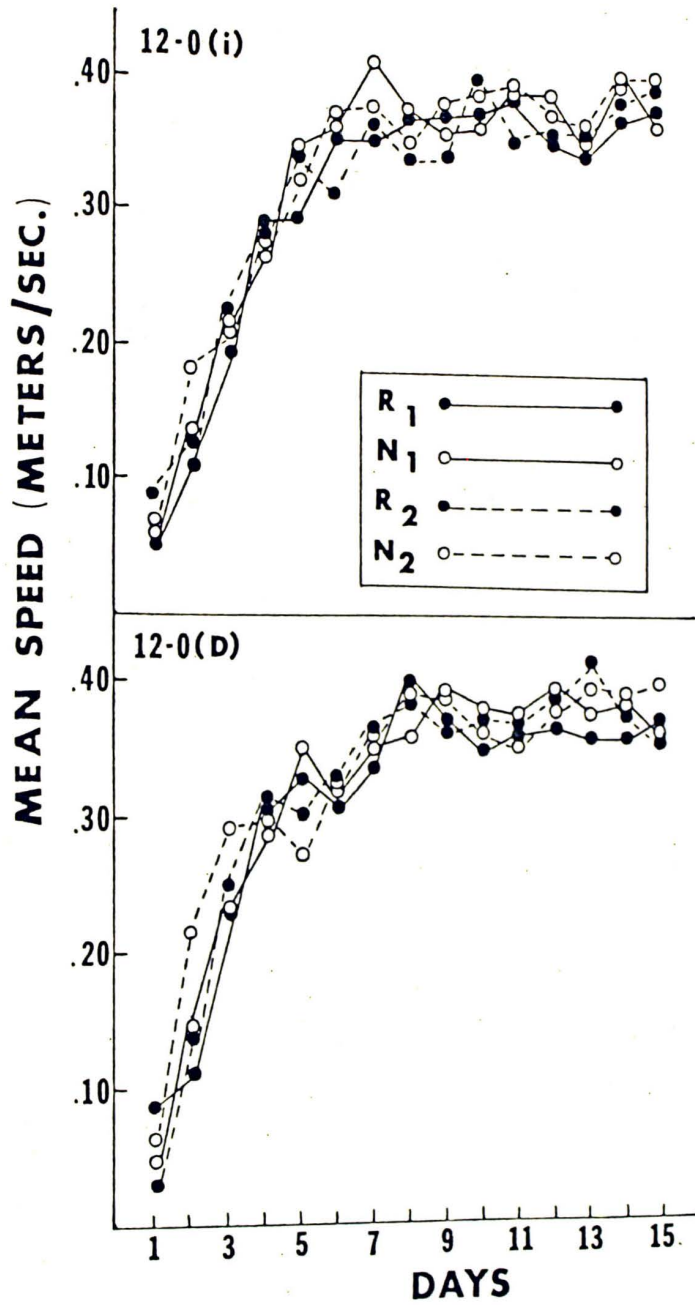 12-0(i)
.40
.30
.20
.10
MEAN SPEED (METERS/SEC.)
R1
N1
R2
N2
12-0(D)
.40
.30
.20
.10
1 3 5 7 9 11 13 15
DAYS